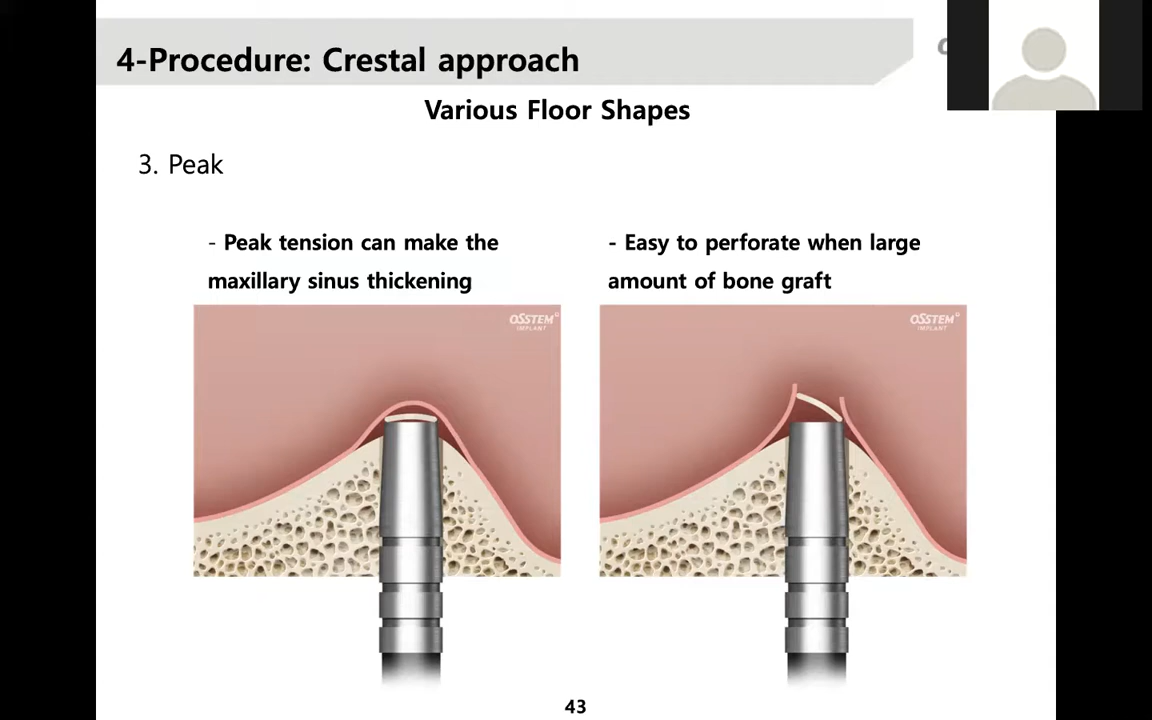 4-Procedure: Crestal approach
Various Floor Shapes
3. Peak
- Peak tension can make the
maxillary sinus thickening
- Easy to perforate when large
amount of bone graft
OSSTEM
IMPLANT
OSSTEM
IMPLANT
43